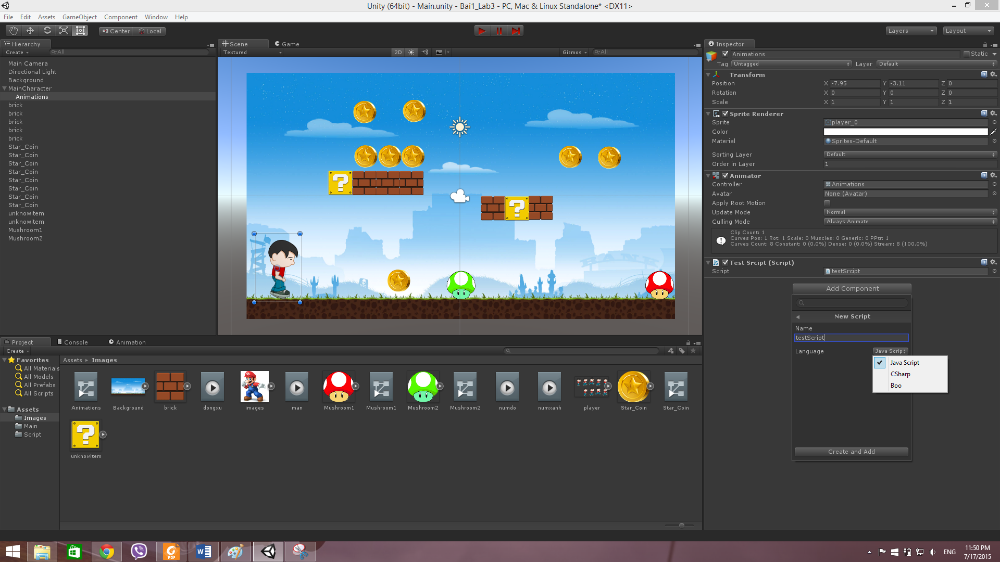 Unity (64bit) - Main.unity - Bai1_Lab3 - PC, Mac & Linux Standalone* <DX11>
File Edit Assets GameObject Component Window Help
Center Local
Layers Layout
Hierarchy
Create All
Main Camera
Directional Light
Background
MainCharacter
Animations
brick
brick
brick
brick
brick
Star_Coin
Star_Coin
Star_Coin
Star_Coin
Star_Coin
Star_Coin
Star_Coin
Star_Coin
unknowitem
unknowitem
Mushroom1
Mushroom2
Scene Game
Textured 2D Gizmos All
?
?
Inspector
Animations Static
Tag Untagged Layer Default
Transform
Position X -7.95 Y -3.11 Z 0
Rotation X 0 Y 0 Z 0
Scale X 1 Y 1 Z 1
Sprite Renderer
Sprite player_0
Color
Material Sprites-Default
Sorting Layer Default
Order in Layer 1
Animator
Controller Animations
Avatar None (Avatar)
Apply Root Motion
Update Mode Normal
Culling Mode Always Animate
Clip Count: 1
Curves Pos: 1 Rot: 1 Scale: 0 Muscles: 0 Generic: 0 PPtr: 1
Curves Count: 8 Constant: 0 (0.0%) Dense: 0 (0.0%) Stream: 8 (100.0%)
Test Srcipt (Script)
Script testSrcipt
Add Component
New Script
Name
testScript
Language Java Scrip
Java Script
CSharp
Boo
Create and Add
Project Console Animation
Create
Favorites
All Materials
All Models
All Prefabs
All Scripts
Assets
Images
Main
Script
Assets Images
Animations Background brick dongxu images man Mushroom1 Mushroom1 Mushroom2 Mushroom2 numdo numxanh player Star_Coin Star_Coin
?
unknowitem
PDF
ENG
11:50 PM
7/17/2015